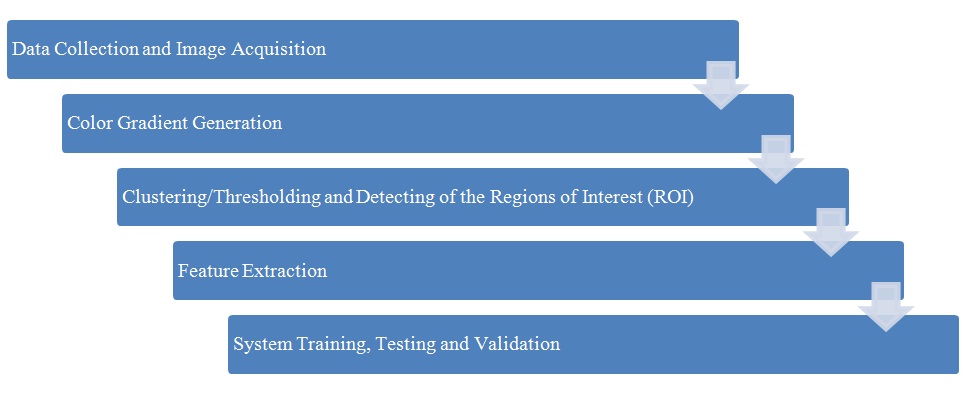 Data Collection and Image Acquisition
Color Gradient Generation
Clustering/Thresholding and Detecting of the Regions of Interest (ROI)
Feature Extraction
System Training, Testing and Validation